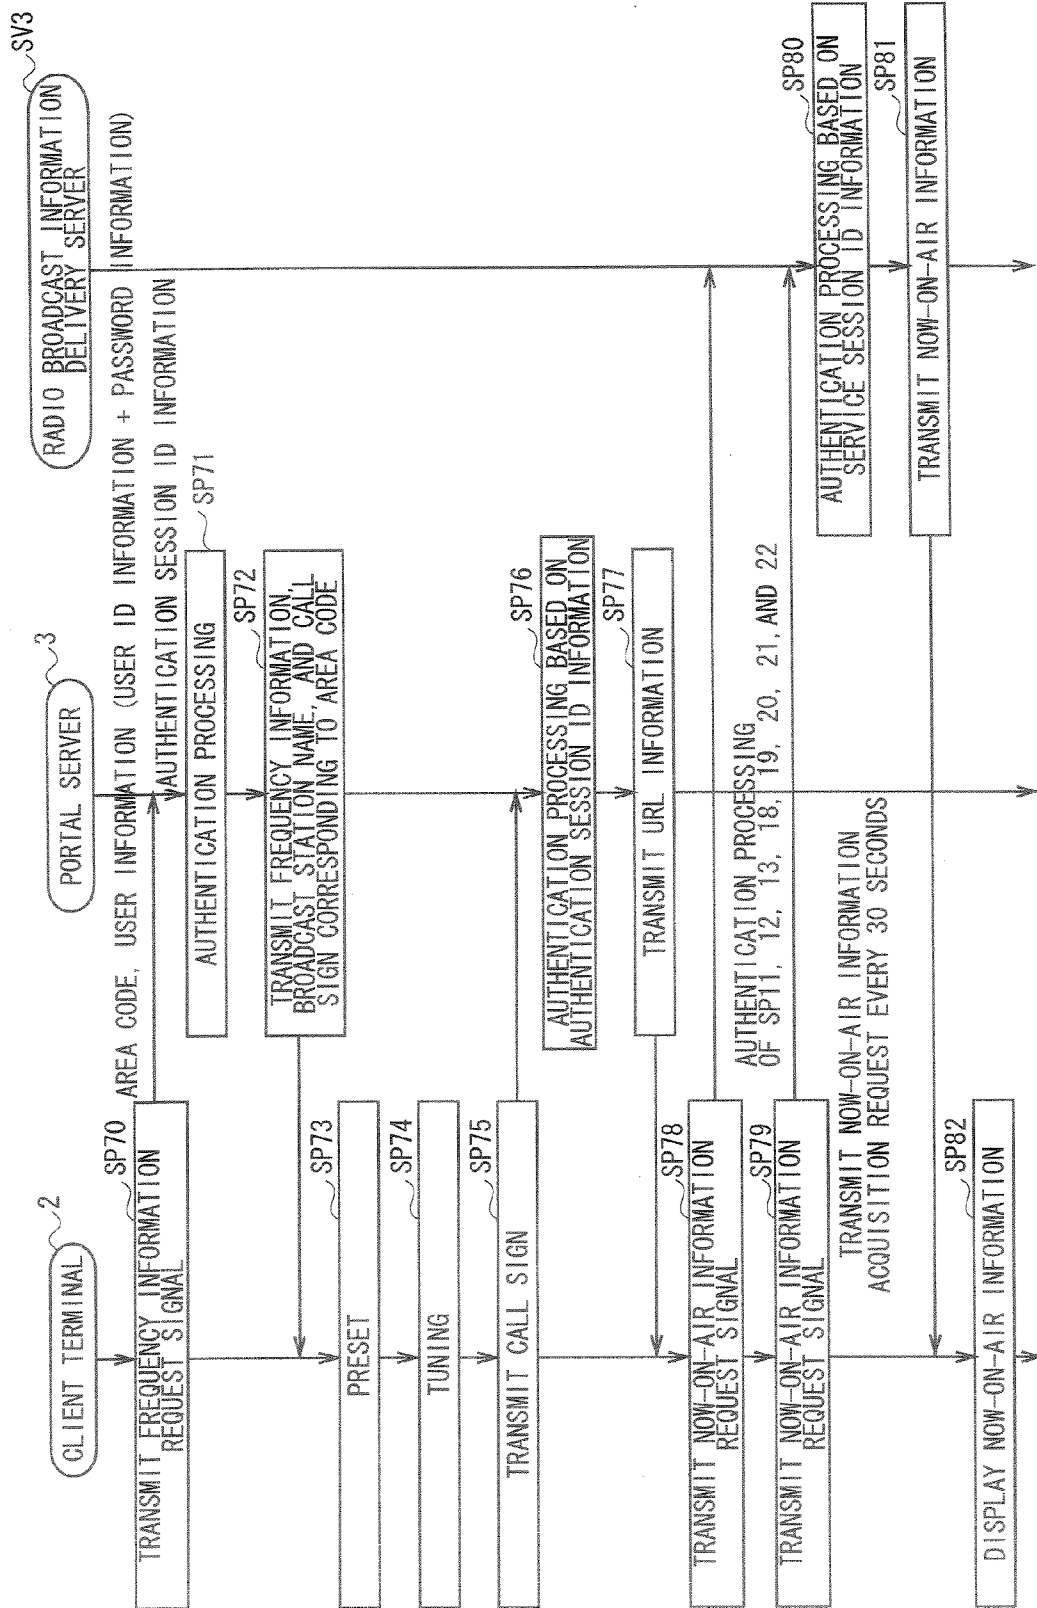 CLIENT TERMINAL
2
PORTAL SERVER
3
RADIO BROADCAST INFORMATION
DELIVERY SERVER
SV3
SP70
TRANSMIT FREQUENCY INFORMATION
REQUEST SIGNAL
AREA CODE, USER INFORMATION (USER ID INFORMATION + PASSWORD INFORMATION)
AUTHENTICATION SESSION ID INFORMATION
SP71
AUTHENTICATION PROCESSING
SP72
TRANSMIT FREQUENCY INFORMATION,
BROADCAST STATION NAME, AND CALL
SIGN CORRESPONDING TO AREA CODE
SP73
PRESET
SP74
TUNING
SP75
TRANSMIT CALL SIGN
SP76
AUTHENTICATION PROCESSING BASED ON
AUTHENTICATION SESSION ID INFORMATION
SP77
TRANSMIT URL INFORMATION
SP78
TRANSMIT NOW-ON-AIR INFORMATION
REQUEST SIGNAL
AUTHENTICATION PROCESSING
OF SP11, 12, 13, 18, 19, 20, 21, AND 22
SP79
TRANSMIT NOW-ON-AIR INFORMATION
REQUEST SIGNAL
SP80
AUTHENTICATION PROCESSING BASED ON
SERVICE SESSION ID INFORMATION
TRANSMIT NOW-ON-AIR INFORMATION
ACQUISITION REQUEST EVERY 30 SECONDS
SP81
TRANSMIT NOW-ON-AIR INFORMATION
SP82
DISPLAY NOW-ON-AIR INFORMATION